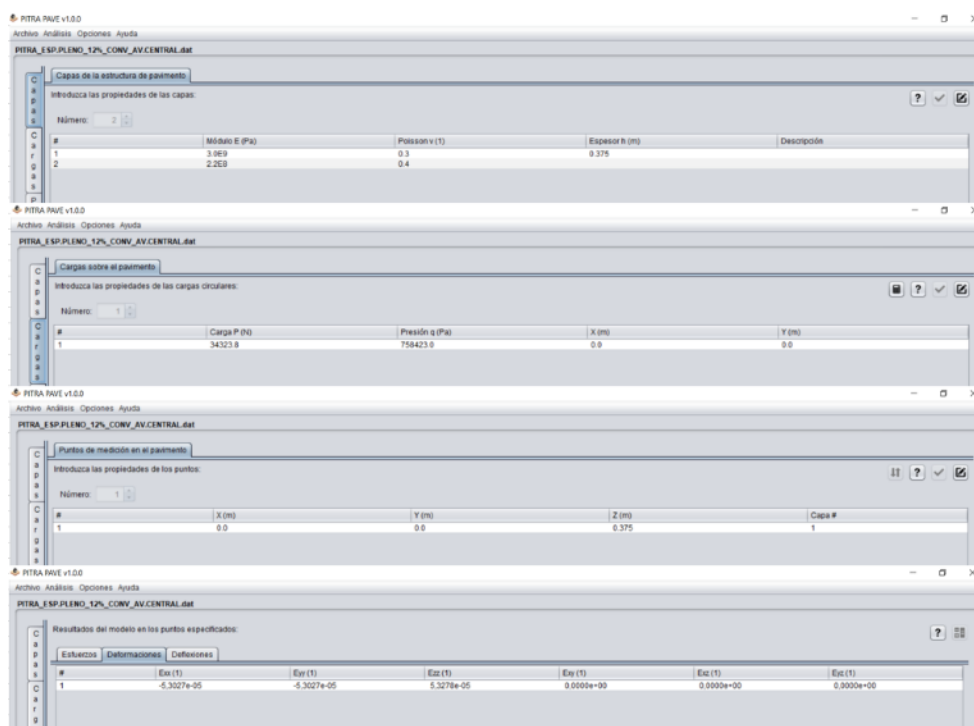 PITRA PAVE v1.0.0
Archivo Análisis Opciones Ayuda
PITRA_ESP.PLENO_12%_CONV_AV.CENTRAL.dat
Capas
Cargas
P
Capas de la estructura de pavimento
Introduzca las propiedades de las capas:
?
Número: 2
# Módulo E (Pa) Poisson v (1) Espesor h (m) Descripción
1 3.0E9 0.3 0.375
2 2.2E8 0.4
PITRA PAVE v1.0.0
Archivo Análisis Opciones Ayuda
PITRA_ESP.PLENO_12%_CONV_AV.CENTRAL.dat
Capas
Cargas
Cargas sobre el pavimento
Introduzca las propiedades de las cargas circulares:
?
Número: 1
# Carga P (N) Presión q (Pa) X (m) Y (m)
1 34323.8 758423.0 0.0 0.0
PITRA PAVE v1.0.0
Archivo Análisis Opciones Ayuda
PITRA_ESP.PLENO_12%_CONV_AV.CENTRAL.dat
Capas
Cargas
Puntos de medición en el pavimento
Introduzca las propiedades de los puntos:
?
Número: 1
# X (m) Y (m) Z (m) Capa #
1 0.0 0.0 0.375 1
PITRA PAVE v1.0.0
Archivo Análisis Opciones Ayuda
PITRA_ESP.PLENO_12%_CONV_AV.CENTRAL.dat
Capas
Carg
Resultados del modelo en los puntos especificados:
?
Esfuerzos Deformaciones Deflexiones
# Exx (1) Eyy (1) Ezz (1) Exy (1) Exz (1) Eyz (1)
1 -5,3027e-05 -5,3027e-05 5,3278e-05 0,0000e+00 0,0000e+00 0,0000e+00